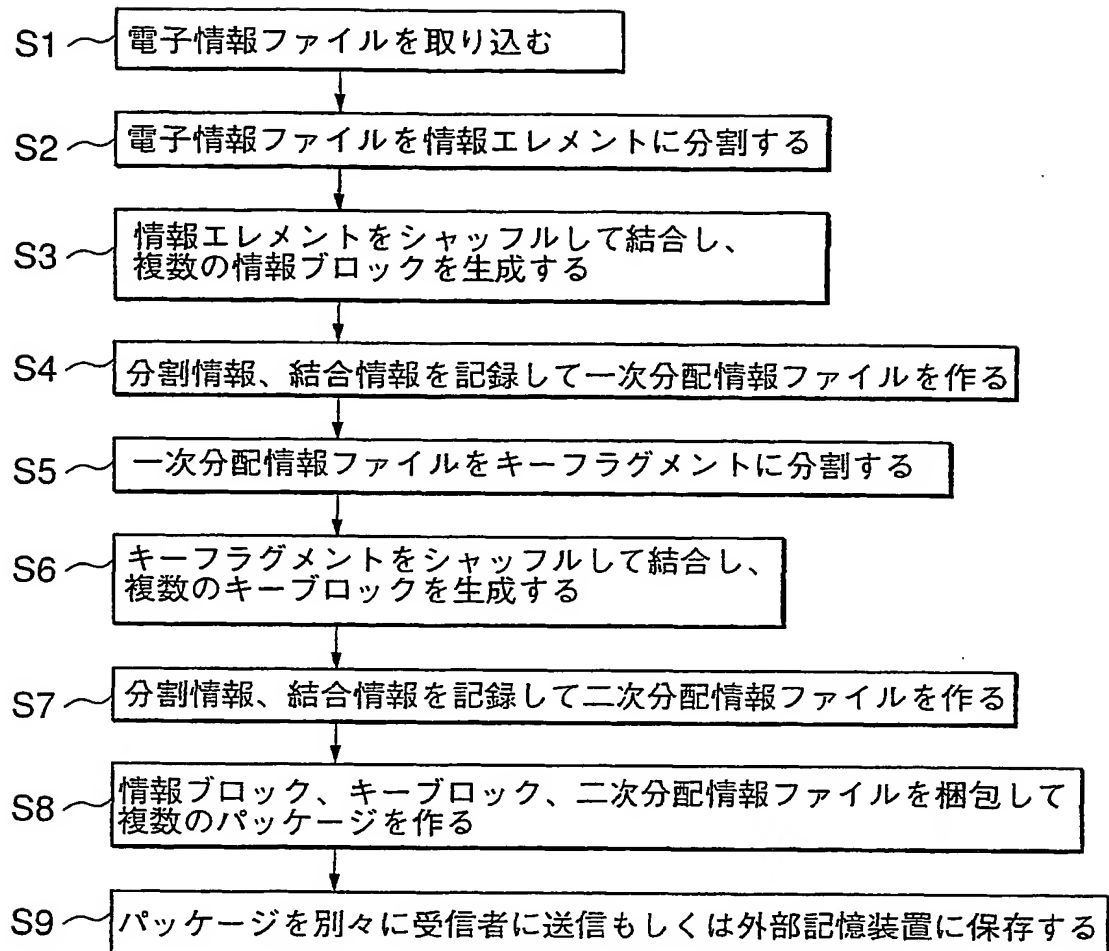 S1 電子情報ファイルを取り込む
S2 電子情報ファイルを情報エレメントに分割する
S3 情報エレメントをシャッフルして結合し、
複数の情報ブロックを生成する
S4 分割情報、結合情報を記録して一次分配情報ファイルを作る
S5 一次分配情報ファイルをキーフラグメントに分割する
S6 キーフラグメントをシャッフルして結合し、
複数のキーブロックを生成する
S7 分割情報、結合情報を記録して二次分配情報ファイルを作る
S8 情報ブロック、キーブロック、二次分配情報ファイルを梱包して
複数のパッケージを作る
S9 パッケージを別々に受信者に送信もしくは外部記憶装置に保存する